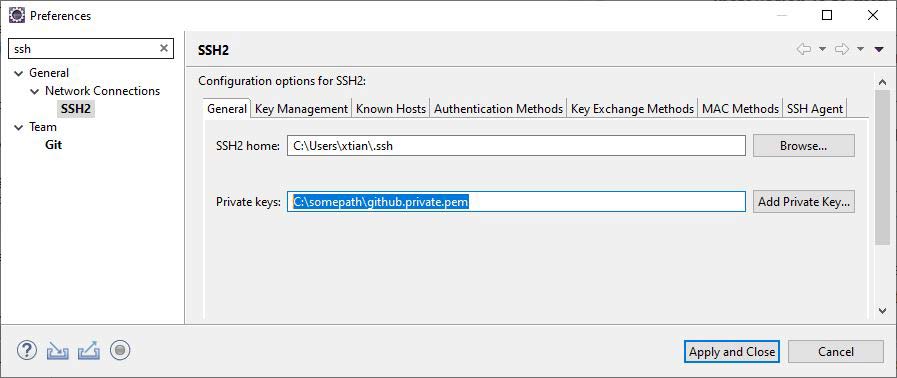 Preferences
ssh
General
Network Connections
SSH2
Team
Git
SSH2
Configuration options for SSH2:
General Key Management Known Hosts Authentication Methods Key Exchange Methods MAC Methods SSH Agent
SSH2 home: C:\Users\xtian\.ssh Browse...
Private keys: C:\somepath\github.private.pem Add Private Key...
Apply and Close Cancel